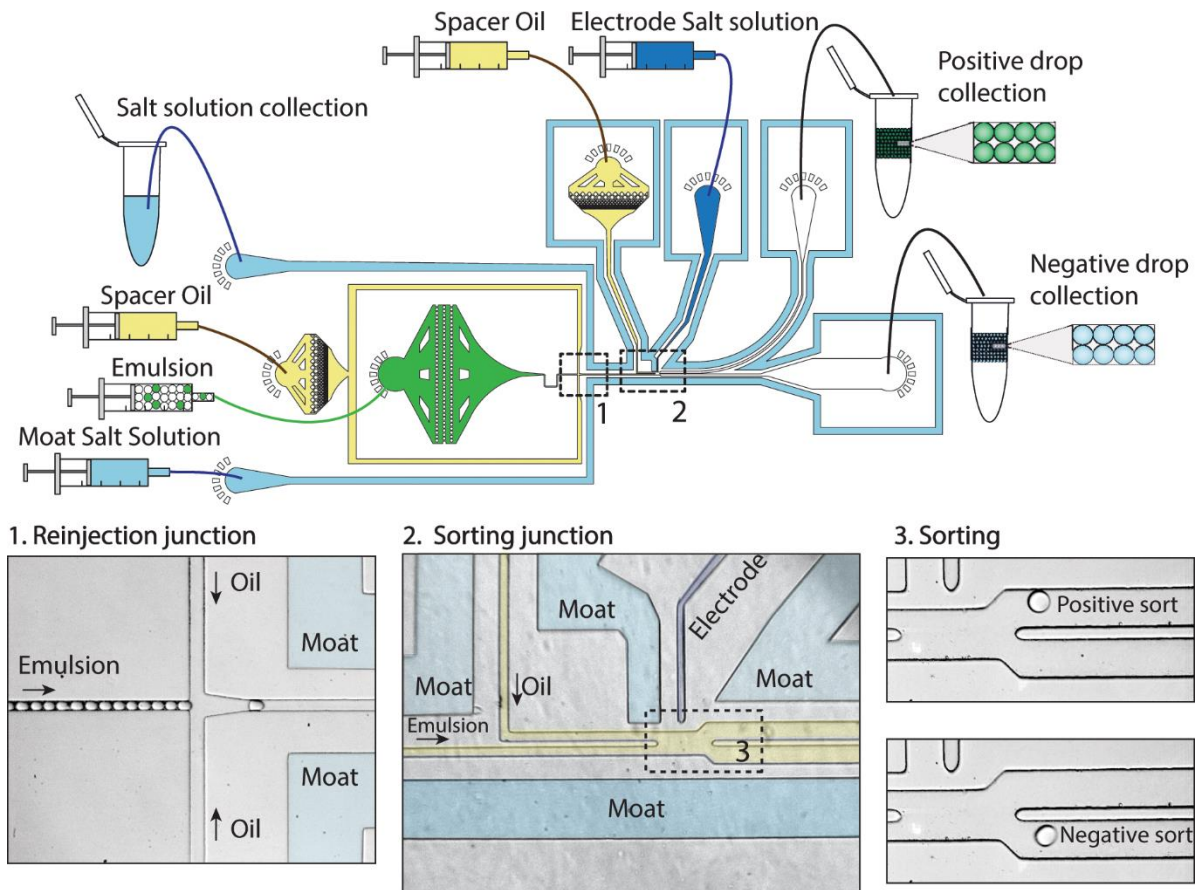 Spacer Oil
Electrode Salt solution
Salt solution collection
Positive drop
collection
Spacer Oil
Emulsion
Moat Salt Solution
Negative drop
collection
1
2
1. Reinjection junction
Oil
Moat
Emulsion
Moat
Oil
2. Sorting junction
Moat
Electrode
Moat
Oil
Moat
Emulsion
3
Moat
3. Sorting
Positive sort
Negative sort